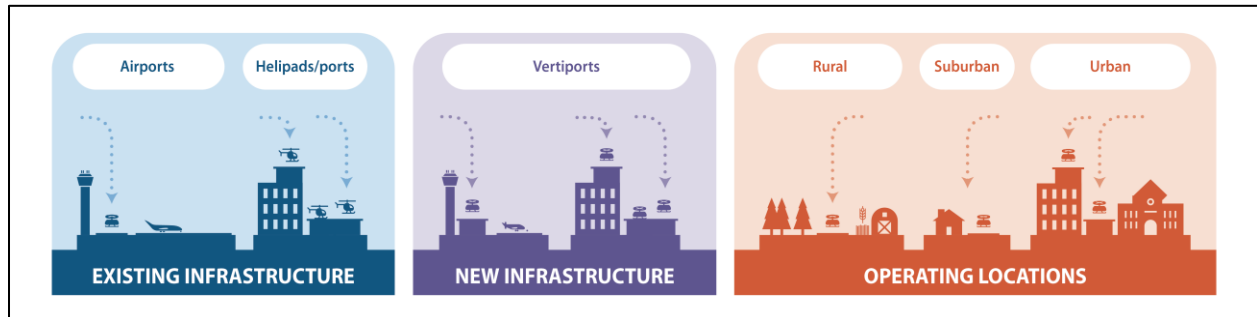 Airports
Helipads/ports
Vertiports
Rural
Suburban
Urban
EXISTING INFRASTRUCTURE
NEW INFRASTRUCTURE
OPERATING LOCATIONS